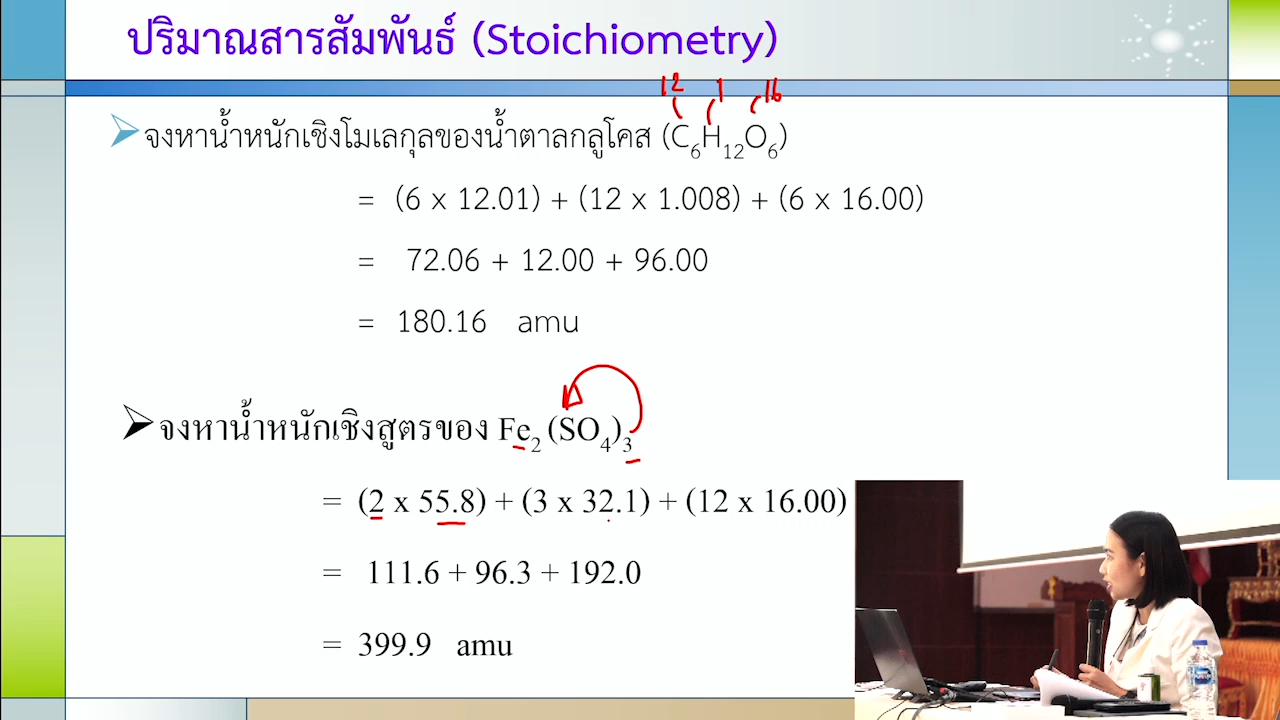 ปริมาณสารสัมพันธ์ (Stoichiometry)
12 1 16
จงหาน้ำหนักเชิงโมเลกุลของน้ำตาลกลูโคส (C₆H₁₂O₆)
= (6 x 12.01) + (12 x 1.008) + (6 x 16.00)
= 72.06 + 12.00 + 96.00
= 180.16 amu
จงหาน้ำหนักเชิงสูตรของ Fe₂(SO₄)₃
= (2 x 55.8) + (3 x 32.1) + (12 x 16.00)
= 111.6 + 96.3 + 192.0
= 399.9 amu